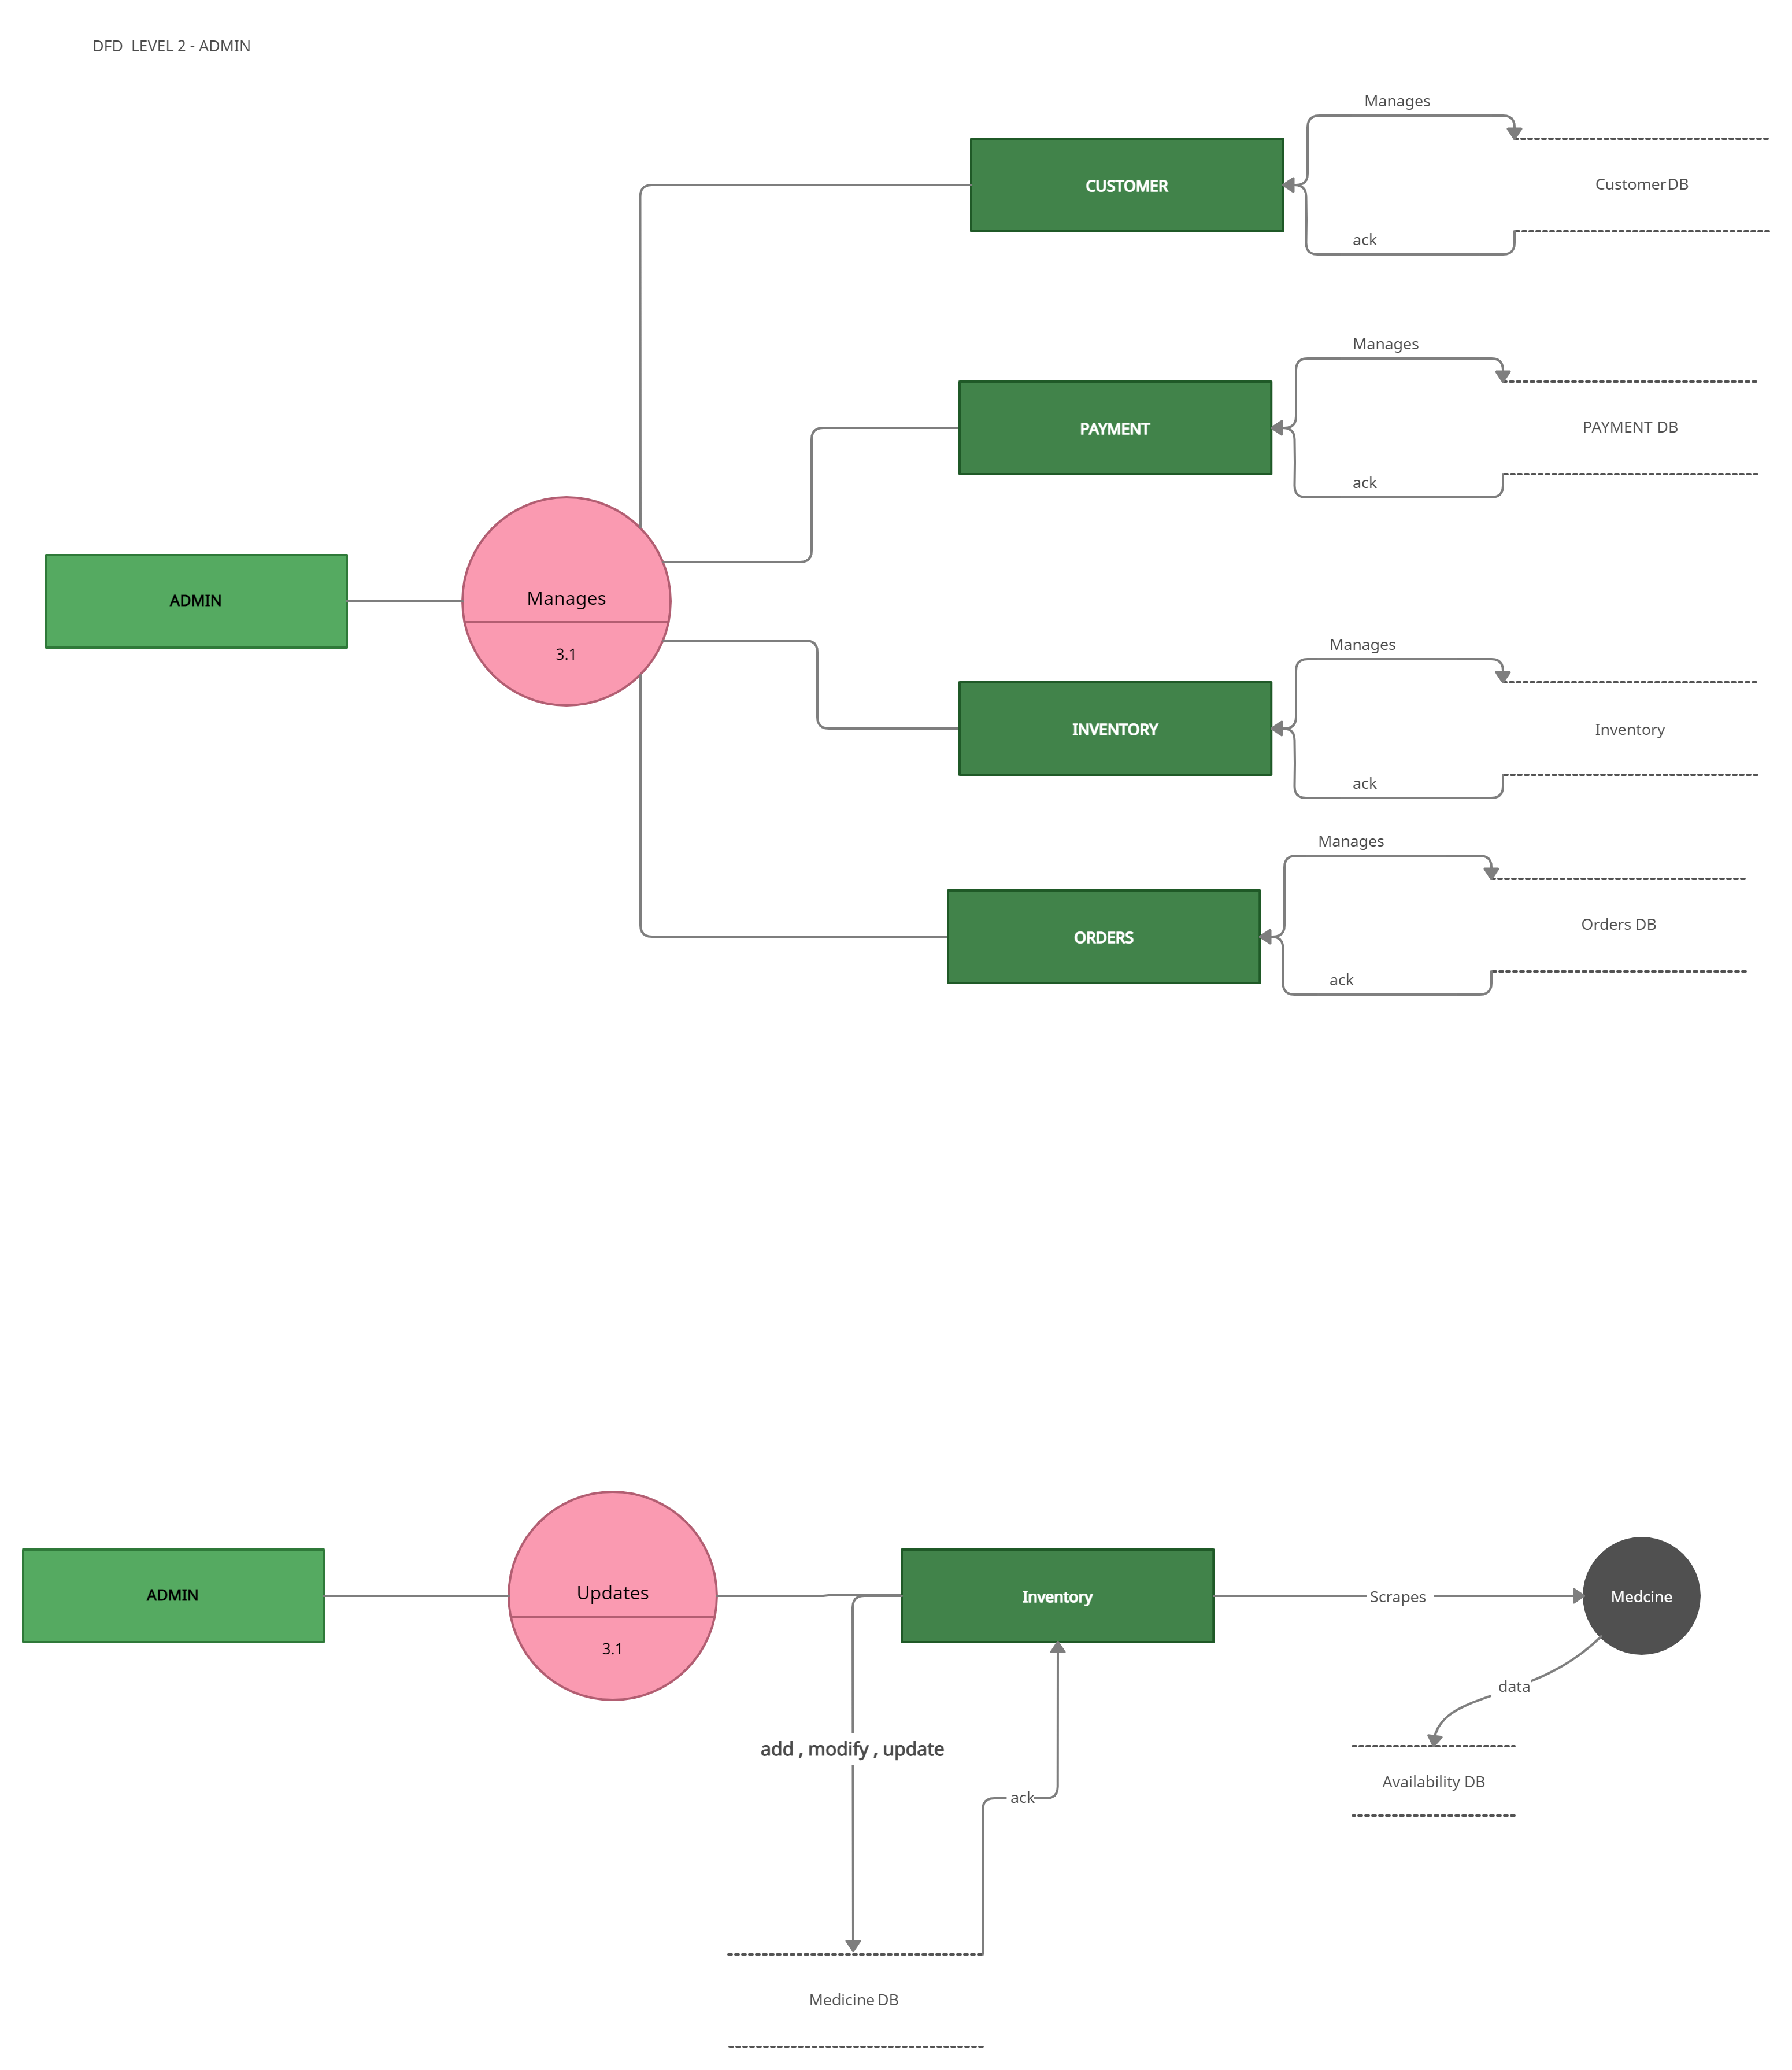 DFD LEVEL 2 - ADMIN
Manages
CUSTOMER
CustomerDB
ack
Manages
PAYMENT
PAYMENT DB
ack
ADMIN
Manages
3.1
Manages
INVENTORY
Inventory
ack
Manages
ORDERS
Orders DB
ack
ADMIN
Updates
3.1
Inventory
Scrapes
Medcine
data
add , modify , update
Availability DB
ack
Medicine DB